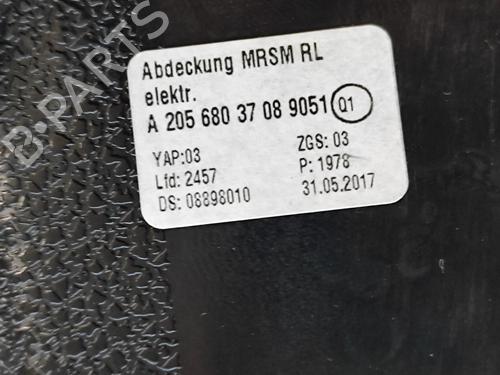 B-PARTS
Abdeckung MRSM RL
elektr.
A 205 680 37 08 9051 Q1
YAP:03 ZGS: 03
Lfd: 2457 P: 1978
DS: 08898010 31.05.2017